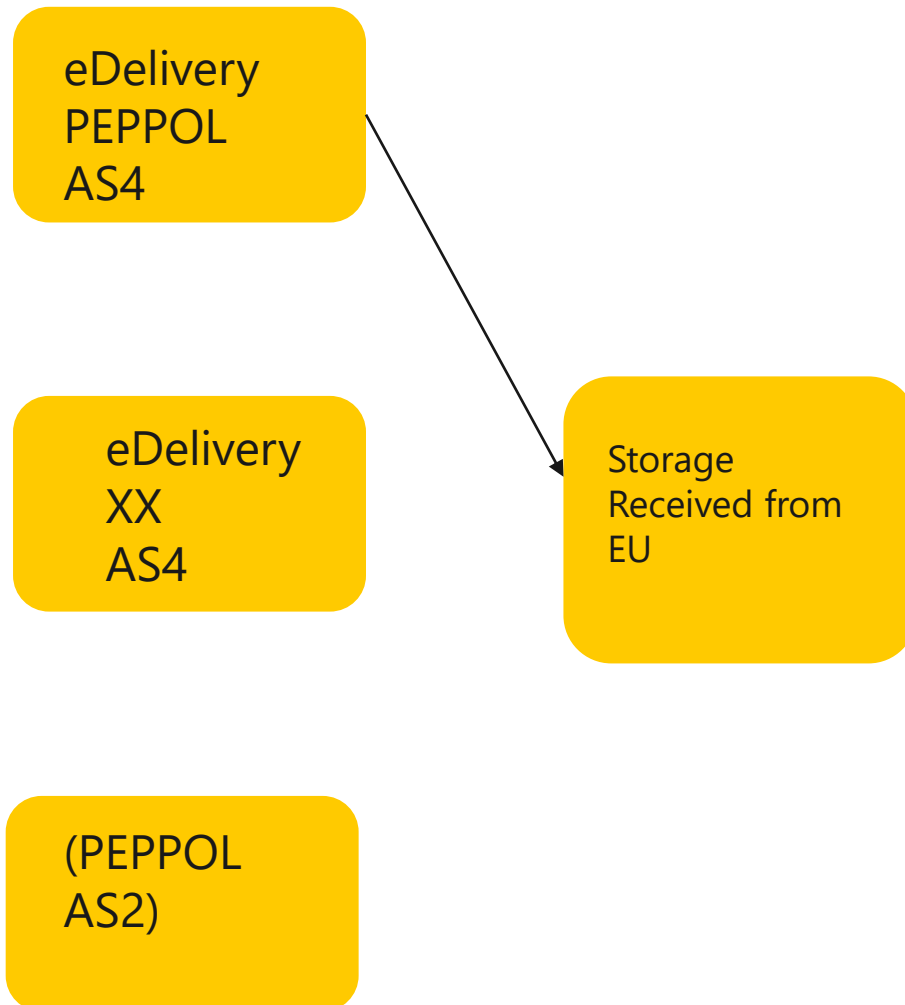 eDelivery
PEPPOL
AS4
eDelivery
XX
AS4
Storage
Received from
EU
(PEPPOL
AS2)